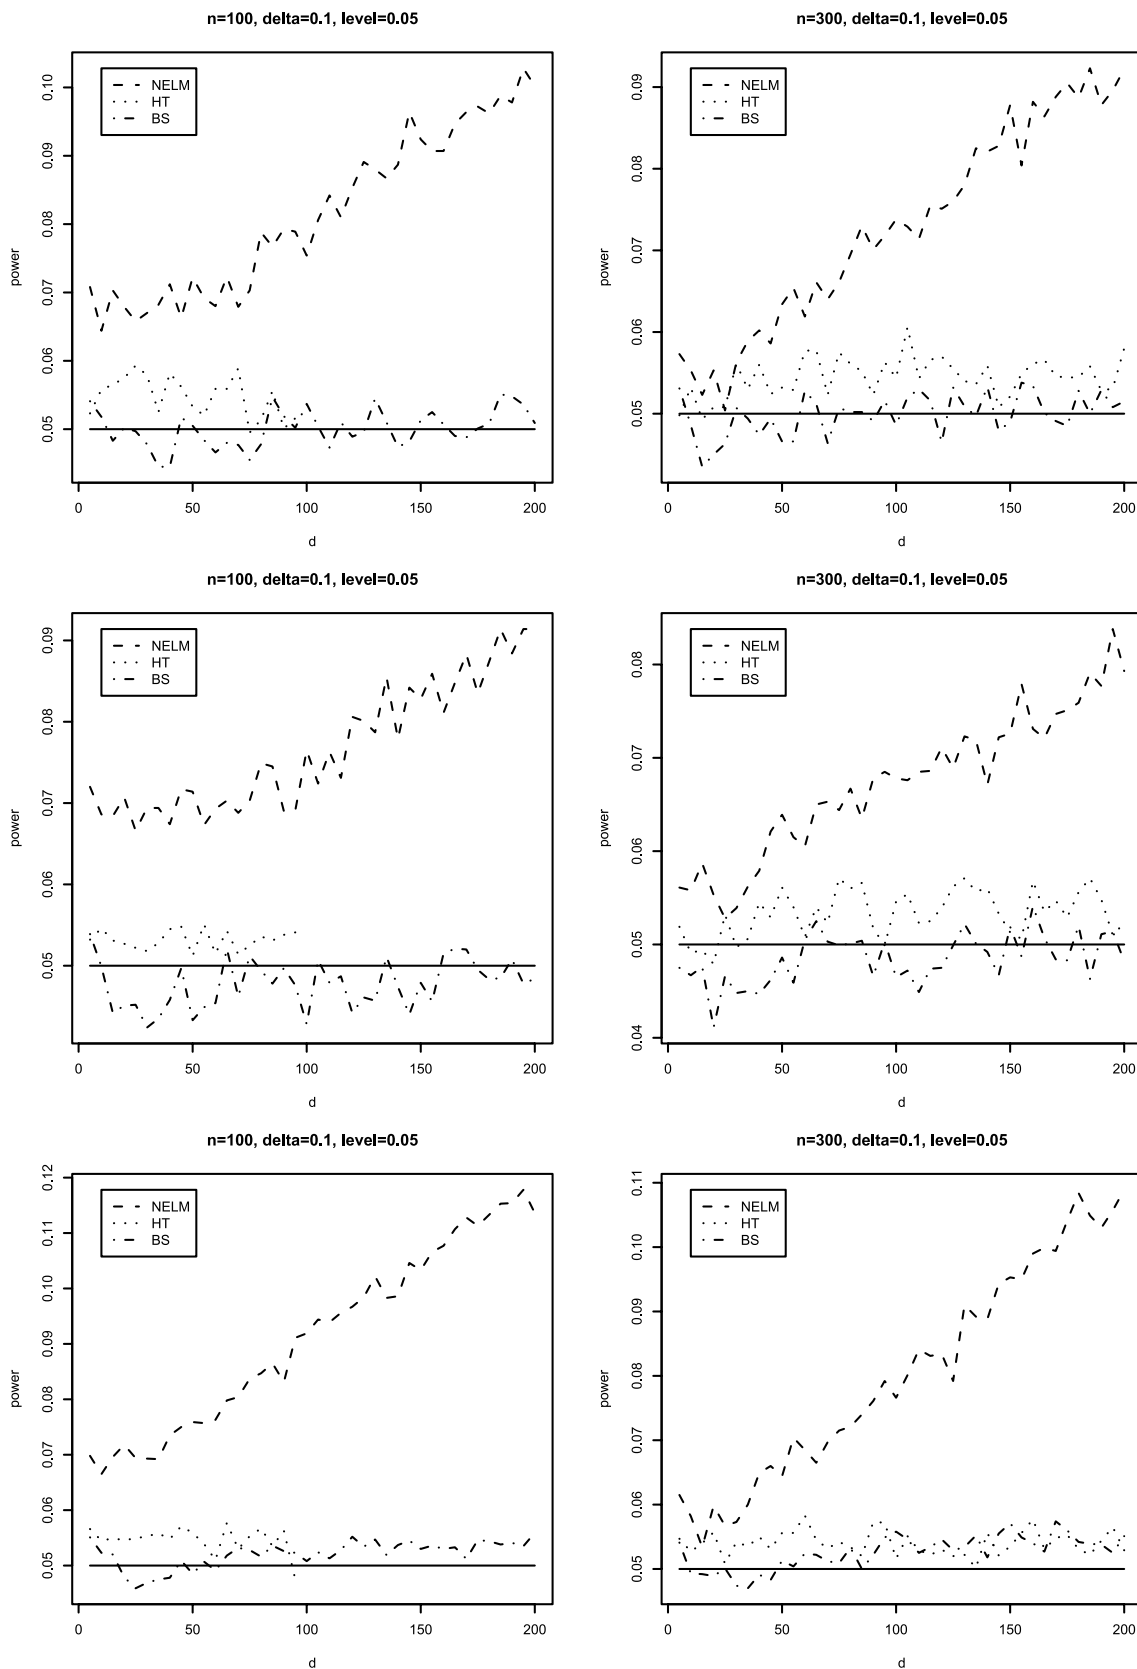 n=100, delta=0.1, level=0.05
NELM
HT
BS
power
0.05 0.06 0.07 0.08 0.09 0.10
0 50 100 150 200
d
n=300, delta=0.1, level=0.05
NELM
HT
BS
power
0.05 0.06 0.07 0.08 0.09
0 50 100 150 200
d
n=100, delta=0.1, level=0.05
NELM
HT
BS
power
0.05 0.06 0.07 0.08 0.09
0 50 100 150 200
d
n=300, delta=0.1, level=0.05
NELM
HT
BS
power
0.04 0.05 0.06 0.07 0.08
0 50 100 150 200
d
n=100, delta=0.1, level=0.05
NELM
HT
BS
power
0.05 0.06 0.07 0.08 0.09 0.10 0.11 0.12
0 50 100 150 200
d
n=300, delta=0.1, level=0.05
NELM
HT
BS
power
0.05 0.06 0.07 0.08 0.09 0.10 0.11
0 50 100 150 200
d